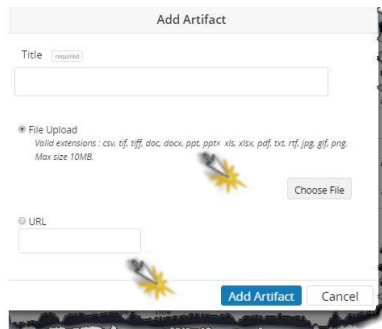 Add Artifact
Title required
File Upload
Valid extensions : csv, tif, tiff, doc, docx, ppt, pptx xls, xlsx, pdf, txt, rtf, jpg, gif, png.
Max size 10MB.
Choose File
URL
Add Artifact Cancel